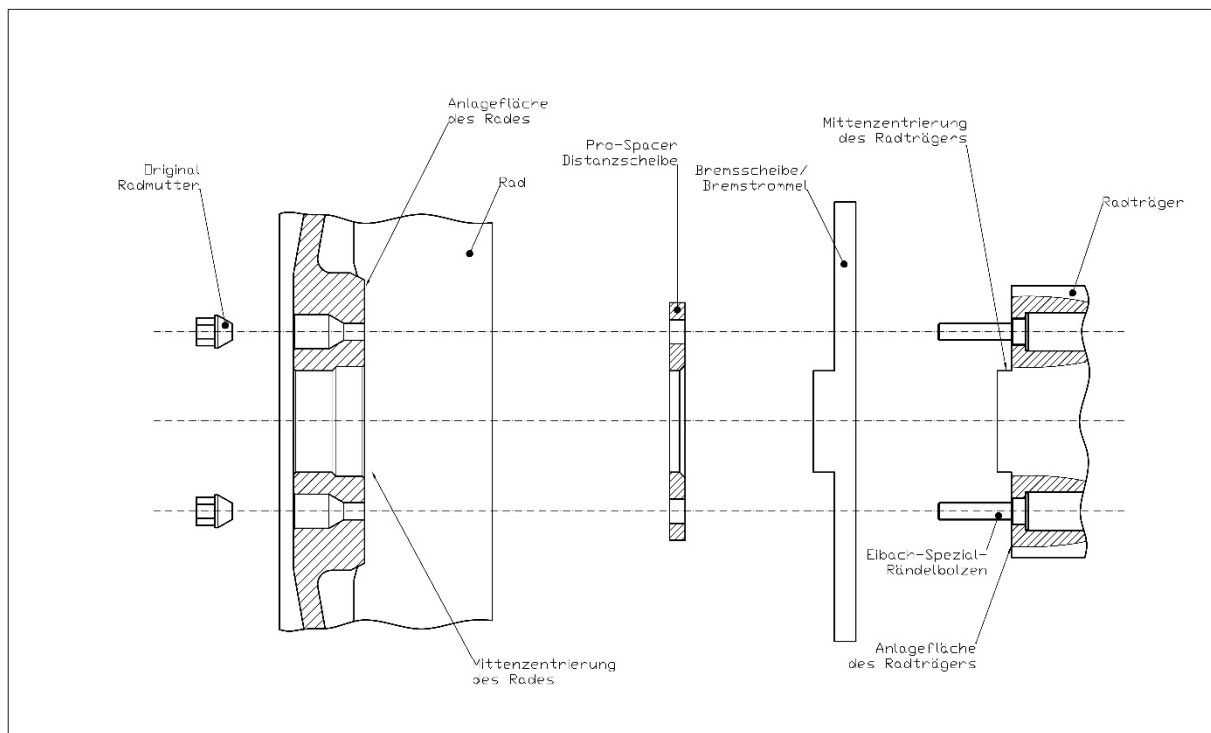 Anlagefläche
des Rades
Original
Radmutter
Rad
Pro-Spacer
Distanzscheibe
Bremsscheibe/
Bremstrommel
Mittenzentrierung
des Radträgers
Radträger
Eibach-Spezial-
Rändelbolzen
Mittenzentrierung
des Rades
Anlagefläche
des Radträgers